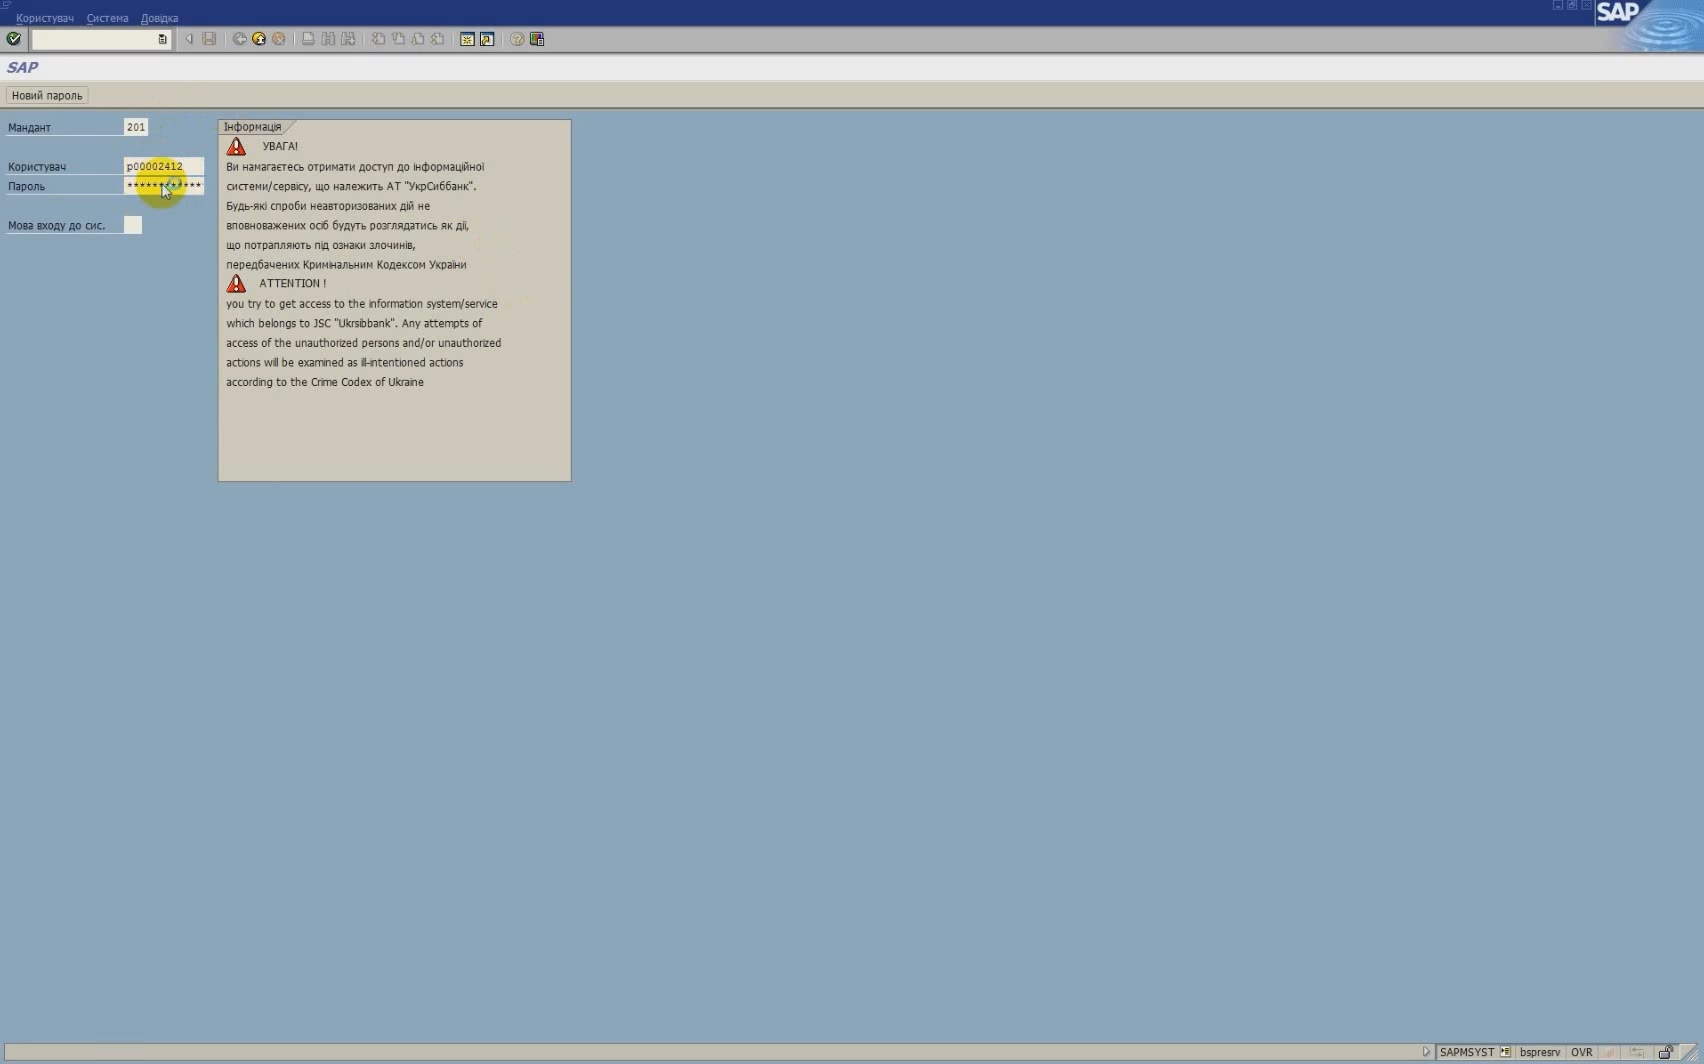 Користувач Система Довідка
SAP
SAP
Новий пароль
Мандант 201
Користувач p00002412
Пароль ************
Мова входу до сис.
Інформація
УВАГА!
Ви намагаєтесь отримати доступ до інформаційної
системи/сервісу, що належить АТ "УкрСиббанк".
Будь-які спроби неавторизованих дій не
вповноважених осіб будуть розглядатись як дії,
що потрапляють під ознаки злочинів,
передбачених Кримінальним Кодексом України
ATTENTION !
you try to get access to the information system/service
which belongs to JSC "Ukrsibbank". Any attempts of
access of the unauthorized persons and/or unauthorized
actions will be examined as ill-intentioned actions
according to the Crime Codex of Ukraine
SAPMSYST bspresrv OVR